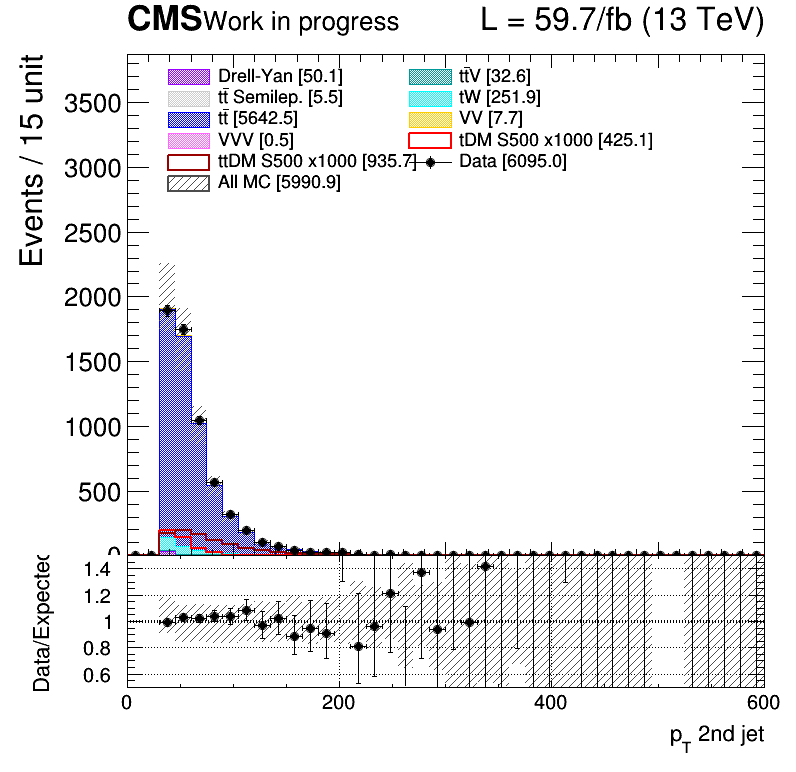 CMS Work in progress L = 59.7/fb (13 TeV)
Events / 15 unit
3500
3000
2500
2000
1500
1000
500
0
Drell-Yan [50.1]
tt̄V [32.6]
tt̄ Semilep. [5.5]
tW [251.9]
tt̄ [5642.5]
VV [7.7]
VVV [0.5]
tDM S500 x1000 [425.1]
ttDM S500 x1000 [935.7]
Data [6095.0]
All MC [5990.9]
Data/Expected
1.4
1.2
1
0.8
0.6
0 200 400 600
p_T 2nd jet